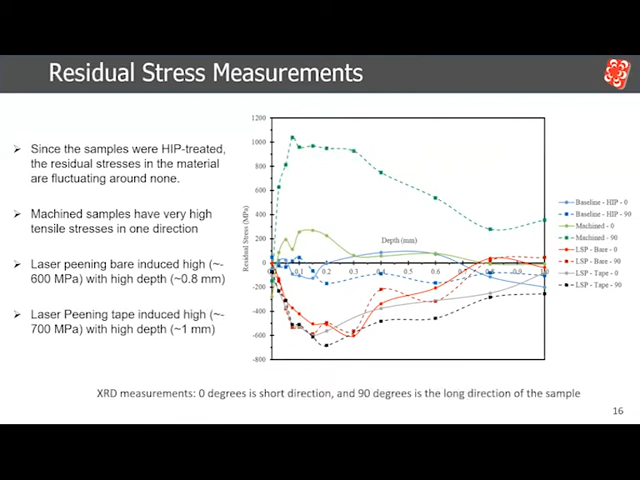 Residual Stress Measurements
➢ Since the samples were HIP-treated,
the residual stresses in the material
are fluctuating around none.
➢ Machined samples have very high
tensile stresses in one direction
➢ Laser peening bare induced high (~-
600 MPa) with high depth (~0.8 mm)
➢ Laser Peening tape induced high (~-
700 MPa) with high depth (~1 mm)
1200
1000
800
600
400
200
0
-200
-400
-600
-800
Residual Stress (MPa)
Depth (mm)
0.1 0.2 0.3 0.4 0.5 0.6 0.7
Baseline - HIP - 0
Baseline - HIP - 90
Machined - 0
Machined - 90
LSP - Bare - 0
LSP - Bare - 90
LSP - Tape - 0
LSP - Tape - 90
XRD measurements: 0 degrees is short direction, and 90 degrees is the long direction of the sample
16